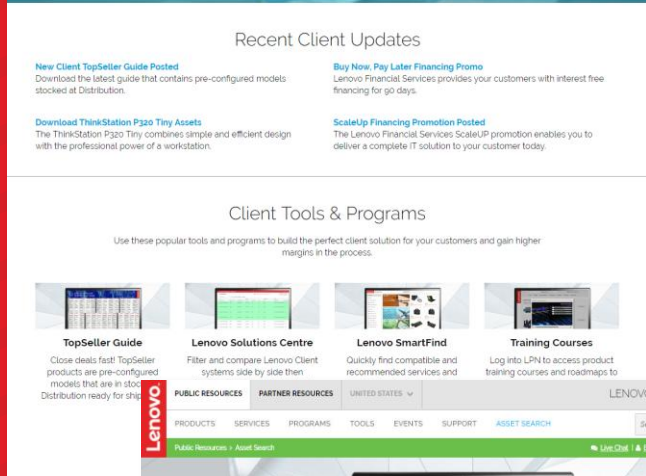 Recent Client Updates
New Client TopSeller Guide Posted
Download the latest guide that contains pre-configured models
stocked at Distribution.
Buy Now, Pay Later Financing Promo
Lenovo Financial Services provides your customers with interest free
financing for 90 days.
Download ThinkStation P320 Tiny Assets
The ThinkStation P320 Tiny combines simple and efficient design
with the professional power of a workstation.
ScaleUp Financing Promotion Posted
The Lenovo Financial Services ScaleUP promotion enables you to
deliver a complete IT solution to your customer today.
Client Tools & Programs
Use these popular tools and programs to build the perfect client solution for your customers and gain higher
margins in the process.
TopSeller Guide
Close deals fast! TopSeller
products are pre-configured
models that are in stoc
Distribution ready for ship
Lenovo Solutions Centre
Filter and compare Lenovo Client
systems side by side then
Lenovo SmartFind
Quickly find compatible and
recommended services and
Training Courses
Log into LPN to access product
training courses and roadmaps to
Lenovo.
PUBLIC RESOURCES PARTNER RESOURCES UNITED STATES LENOVO
PRODUCTS SERVICES PROGRAMS TOOLS EVENTS SUPPORT ASSET SEARCH
Public Resources > Asset Search Live Chat